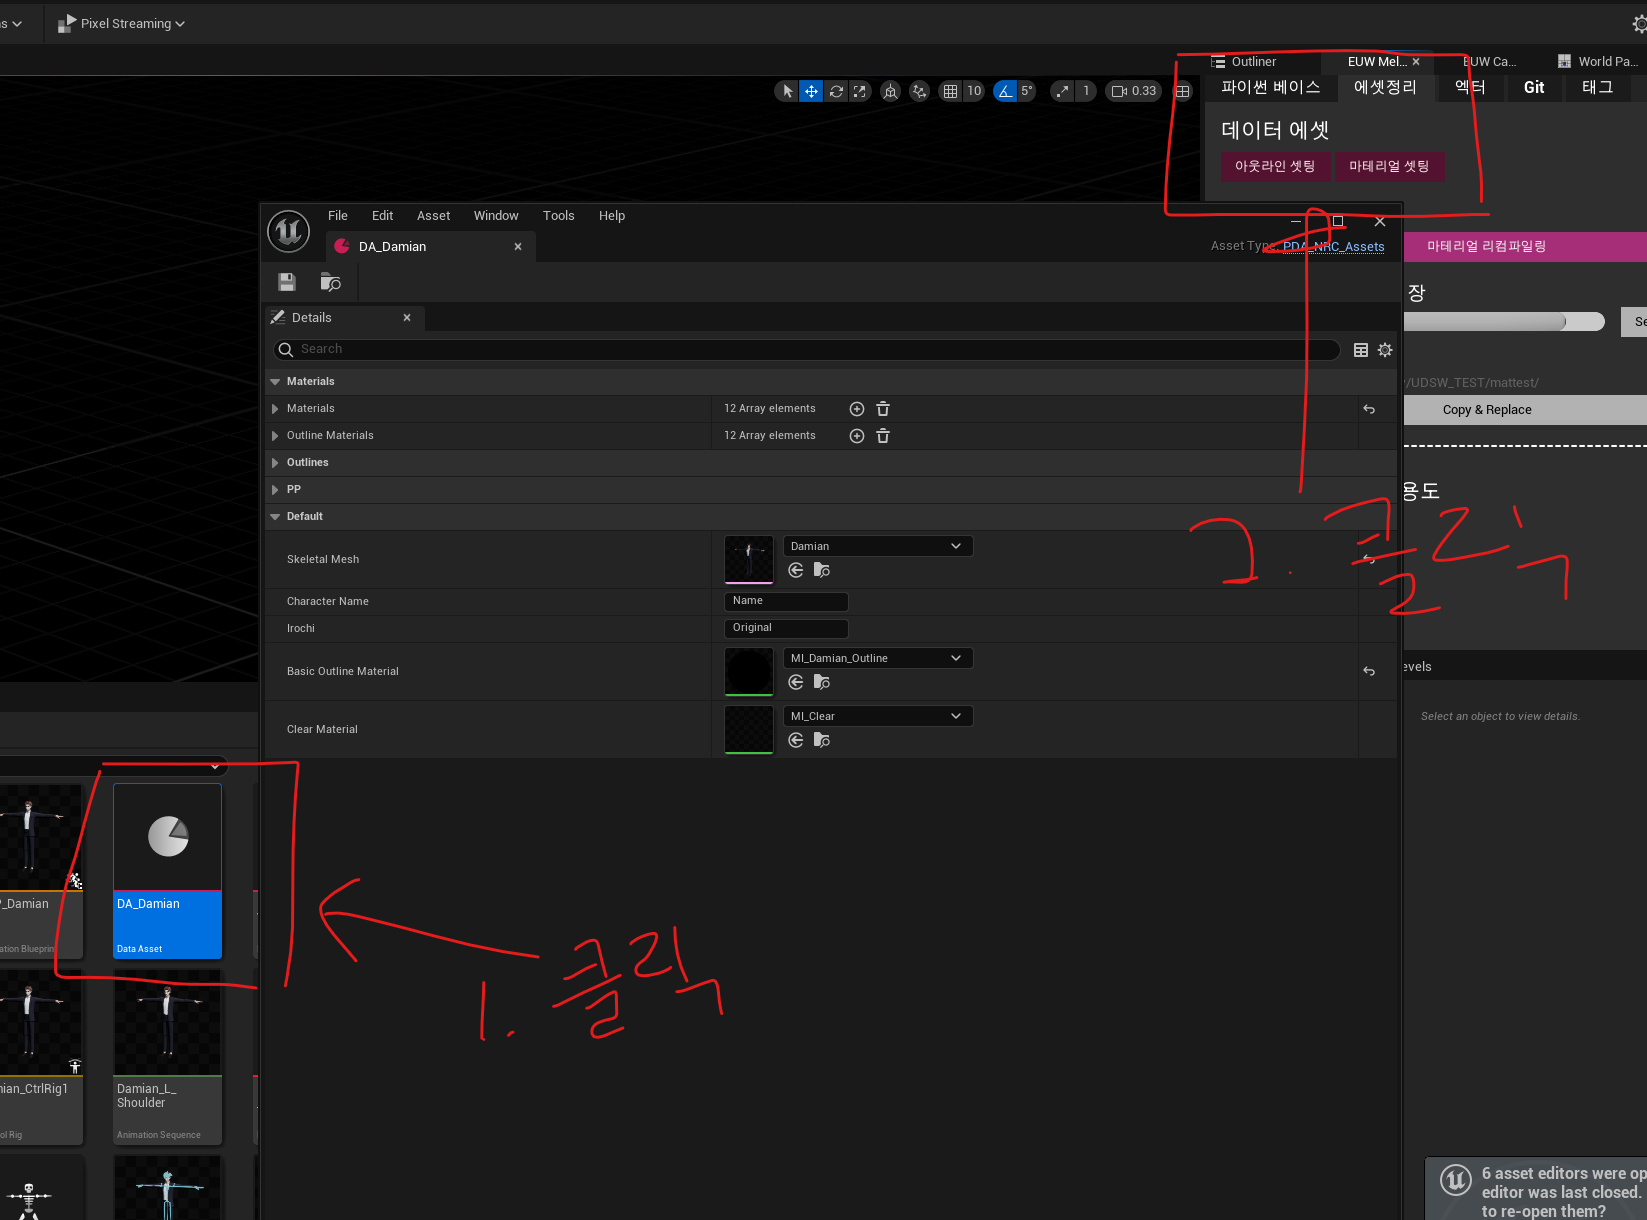 s
Pixel Streaming
Outliner
EUW Mel...
EUW Ca...
World Pa...
10
5°
1
0.33
파이썬 베이스
에셋정리
엑터
Git
태그
데이터 에셋
아웃라인 셋팅
마테리얼 셋팅
File Edit Asset Window Tools Help
DA_Damian
Asset Type: PDA_NRC_Assets
마테리얼 리컴파일링
장
Se
Details
Search
/UDSW_TEST/mattest/
Copy & Replace
Materials
Materials 12 Array elements
Outline Materials 12 Array elements
Outlines
PP
용도
Default
Skeletal Mesh Damian
2. 클릭
Character Name Name
Irochi Original
Basic Outline Material MI_Damian_Outline
evels
Clear Material MI_Clear
Select an object to view details.
_Damian
ation Blueprin
DA_Damian
Data Asset
1. 클릭
nian_CtrlRig1
ol Rig
Damian_L_
Shoulder
Animation Sequence
6 asset editors were op
editor was last closed.
to re-open them?